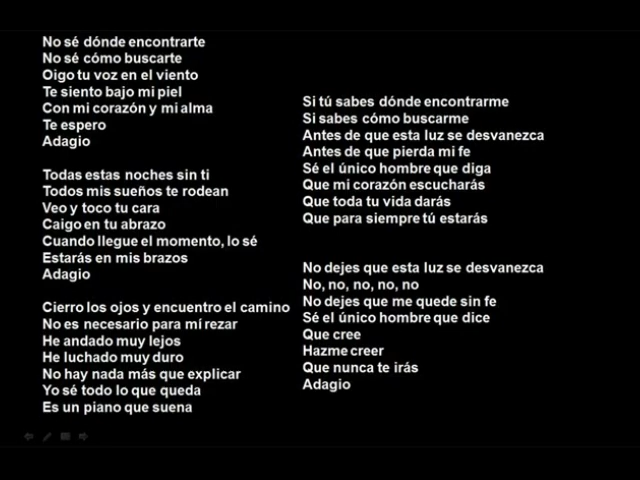 No sé dónde encontrarte
No sé cómo buscarte
Oigo tu voz en el viento
Te siento bajo mi piel
Con mi corazón y mi alma
Te espero
Adagio
Todas estas noches sin ti
Todos mis sueños te rodean
Veo y toco tu cara
Caigo en tu abrazo
Cuando llegue el momento, lo sé
Estarás en mis brazos
Adagio
Cierro los ojos y encuentro el camino
No es necesario para mí rezar
He andado muy lejos
He luchado muy duro
No hay nada más que explicar
Yo sé todo lo que queda
Es un piano que suena
Si tú sabes dónde encontrarme
Si sabes cómo buscarme
Antes de que esta luz se desvanezca
Antes de que pierda mi fe
Sé el único hombre que diga
Que mi corazón escucharás
Que toda tu vida darás
Que para siempre tú estarás
No dejes que esta luz se desvanezca
No, no, no, no, no
No dejes que me quede sin fe
Sé el único hombre que dice
Que cree
Hazme creer
Que nunca te irás
Adagio